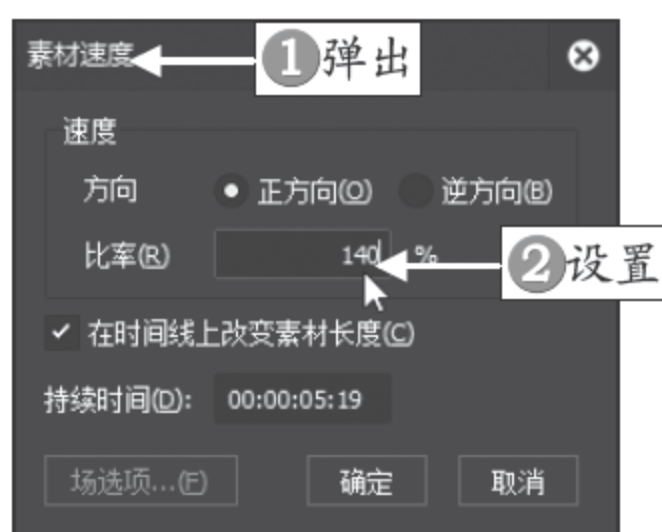 素材速度
1弹出
速度
方向 正方向(O) 逆方向(B)
比率(R) 140 %
2设置
在时间线上改变素材长度(C)
持续时间(D): 00:00:05:19
场选项...(F) 确定 取消